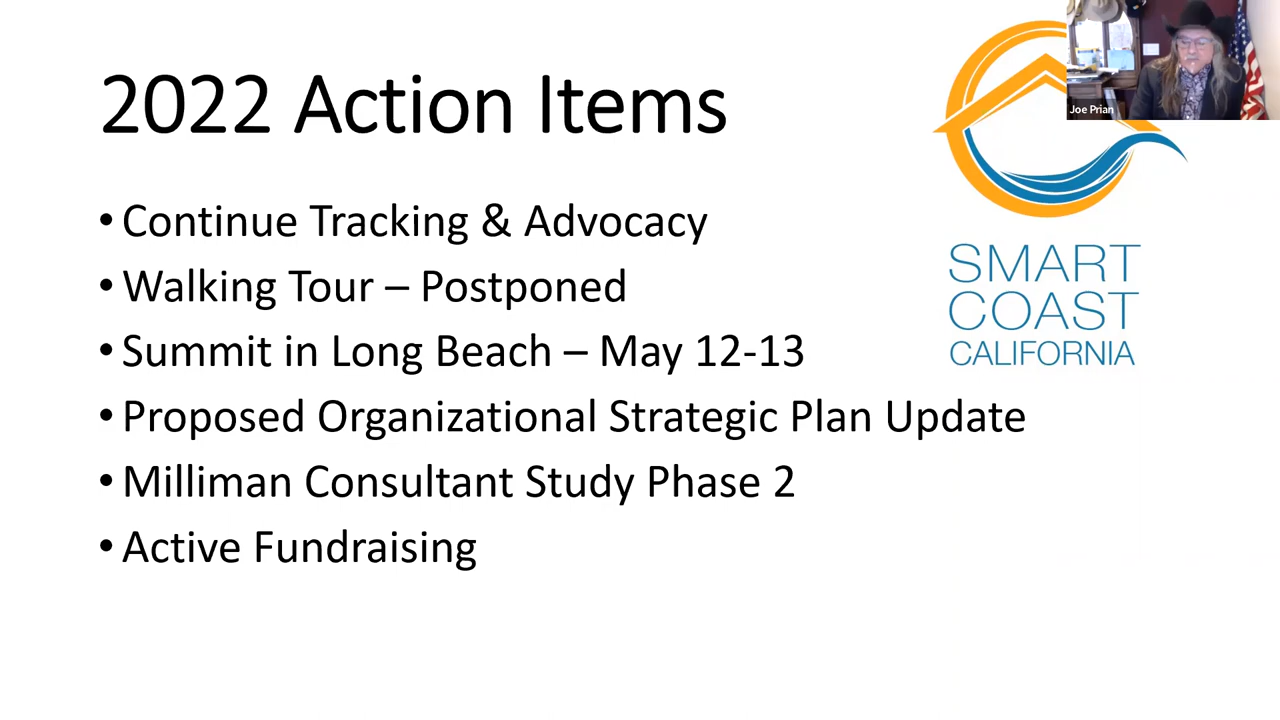 2022 Action Items
• Continue Tracking & Advocacy
• Walking Tour – Postponed
• Summit in Long Beach – May 12-13
• Proposed Organizational Strategic Plan Update
• Milliman Consultant Study Phase 2
• Active Fundraising
Joe Prian
SMART
COAST
CALIFORNIA